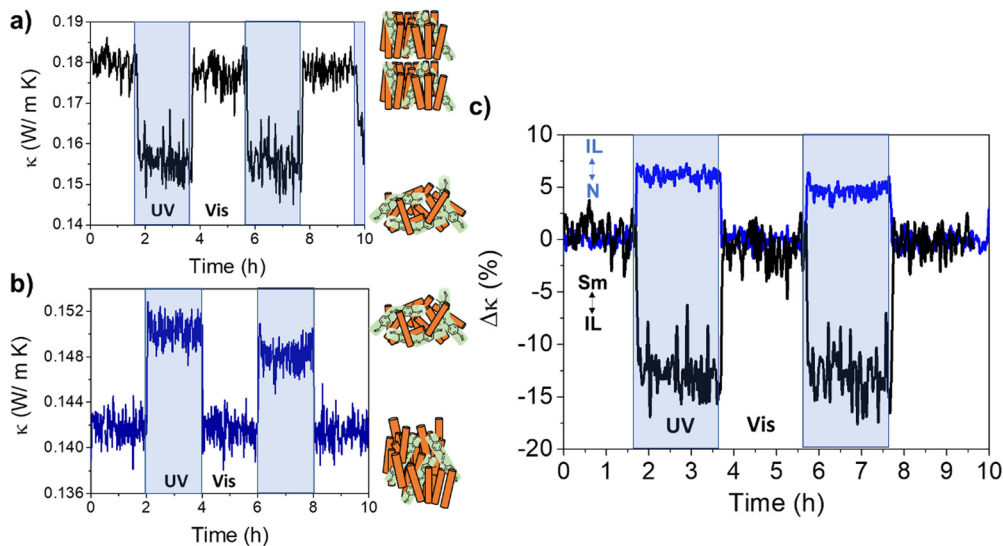 a)
κ (W/ m K)
0.19
0.18
0.17
0.16
0.15
0.14
UV
Vis
0 2 4 6 8 10
Time (h)
b)
κ (W/ m K)
0.152
0.148
0.144
0.140
0.136
UV
Vis
0 2 4 6 8 10
Time (h)
c)
Δκ (%)
10
5
0
-5
-10
-15
-20
IL
N
Sm
IL
UV
Vis
0 1 2 3 4 5 6 7 8 9 10
Time (h)